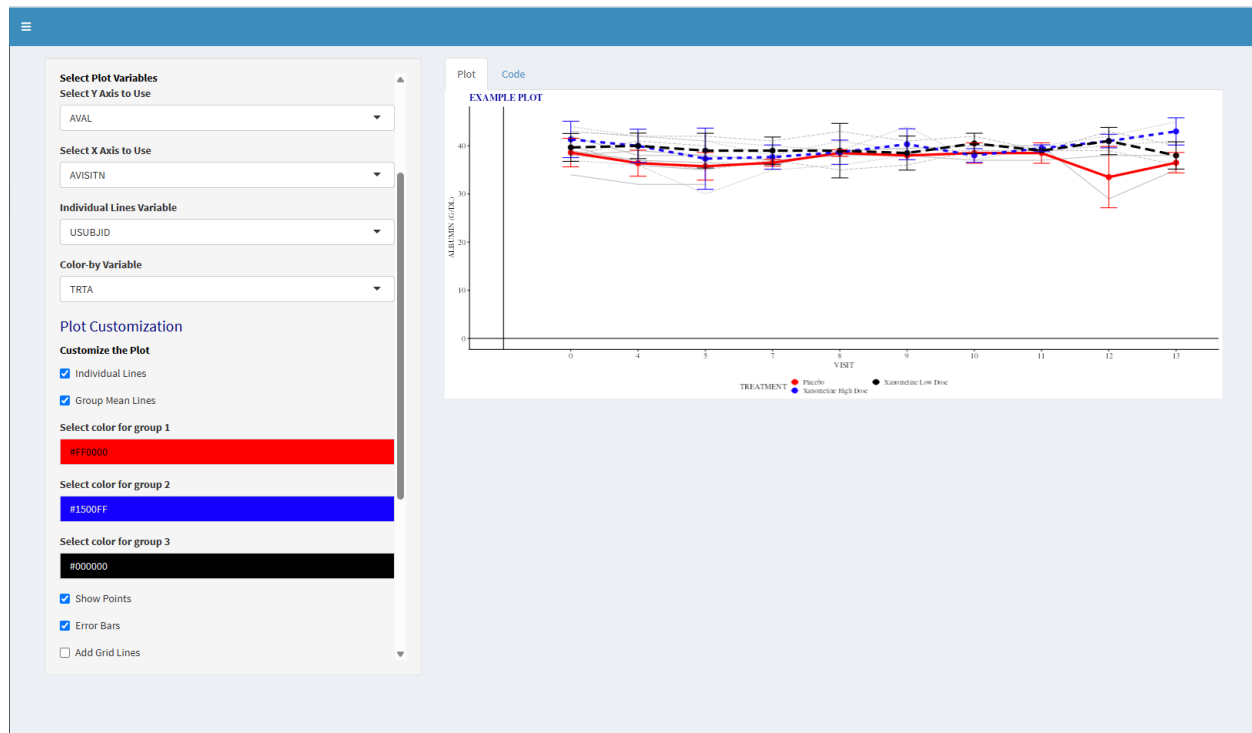 Select Plot Variables
Select Y Axis to Use
AVAL
Select X Axis to Use
AVISITN
Individual Lines Variable
USUBJID
Color-by Variable
TRTA
Plot Customization
Customize the Plot
Individual Lines
Group Mean Lines
Select color for group 1
#FF0000
Select color for group 2
#1500FF
Select color for group 3
#000000
Show Points
Error Bars
Add Grid Lines
Plot Code
EXAMPLE PLOT
ALBUMIN (G/DL)
40
30
20
10
0
0 4 5 7 8 9 10 11 12 13
VISIT
TREATMENT
Placebo
Xanomeline High Dose
Xanomeline Low Dose